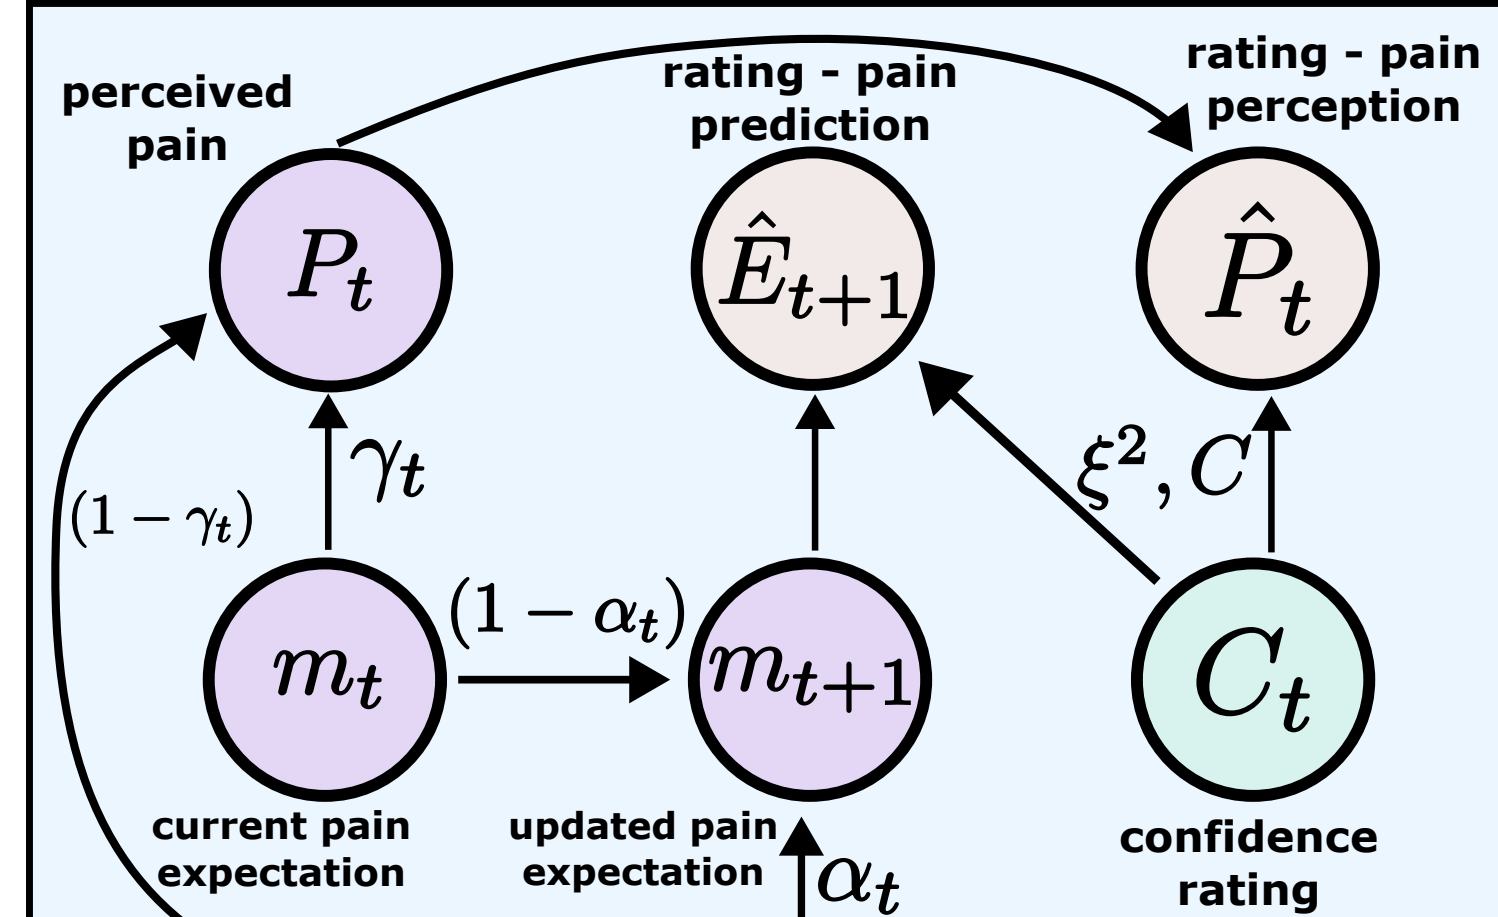 perceived
pain
rating - pain
prediction
rating - pain
perception
P_t
Ê_{t+1}
P̂_t
γ_t
(1 − γ_t)
ξ², C
(1 − α_t)
m_t
m_{t+1}
C_t
current pain
expectation
updated pain
expectation
α_t
confidence
rating